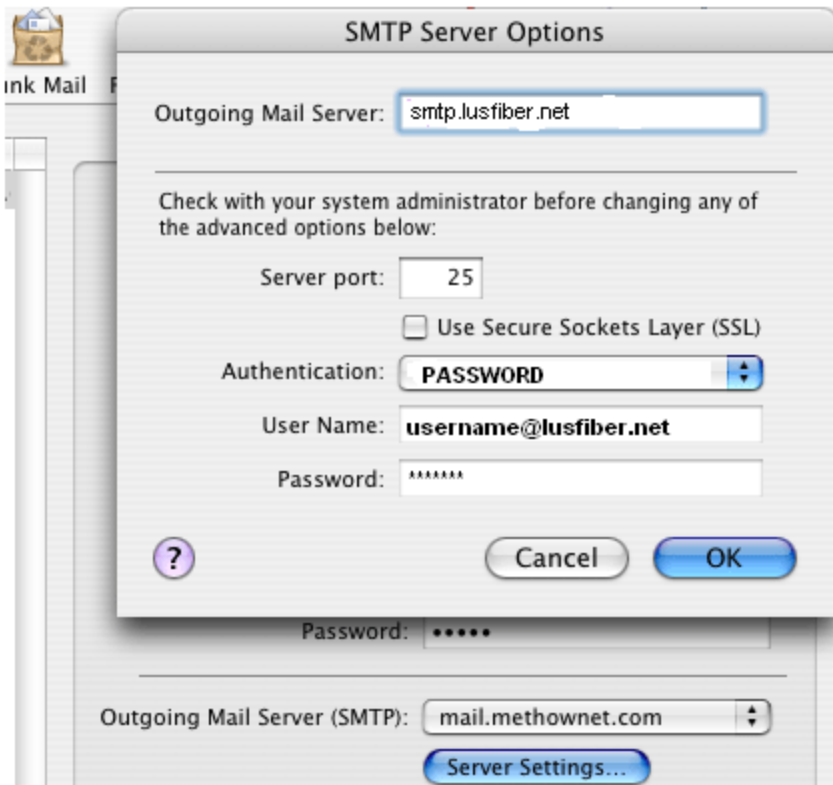 SMTP Server Options
unk Mail
Outgoing Mail Server: smtp.lusfiber.net
Check with your system administrator before changing any of
the advanced options below:
Server port: 25
Use Secure Sockets Layer (SSL)
Authentication: PASSWORD
User Name: username@lusfiber.net
Password: *******
? Cancel OK
Password: •••••
Outgoing Mail Server (SMTP): mail.methownet.com
Server Settings...